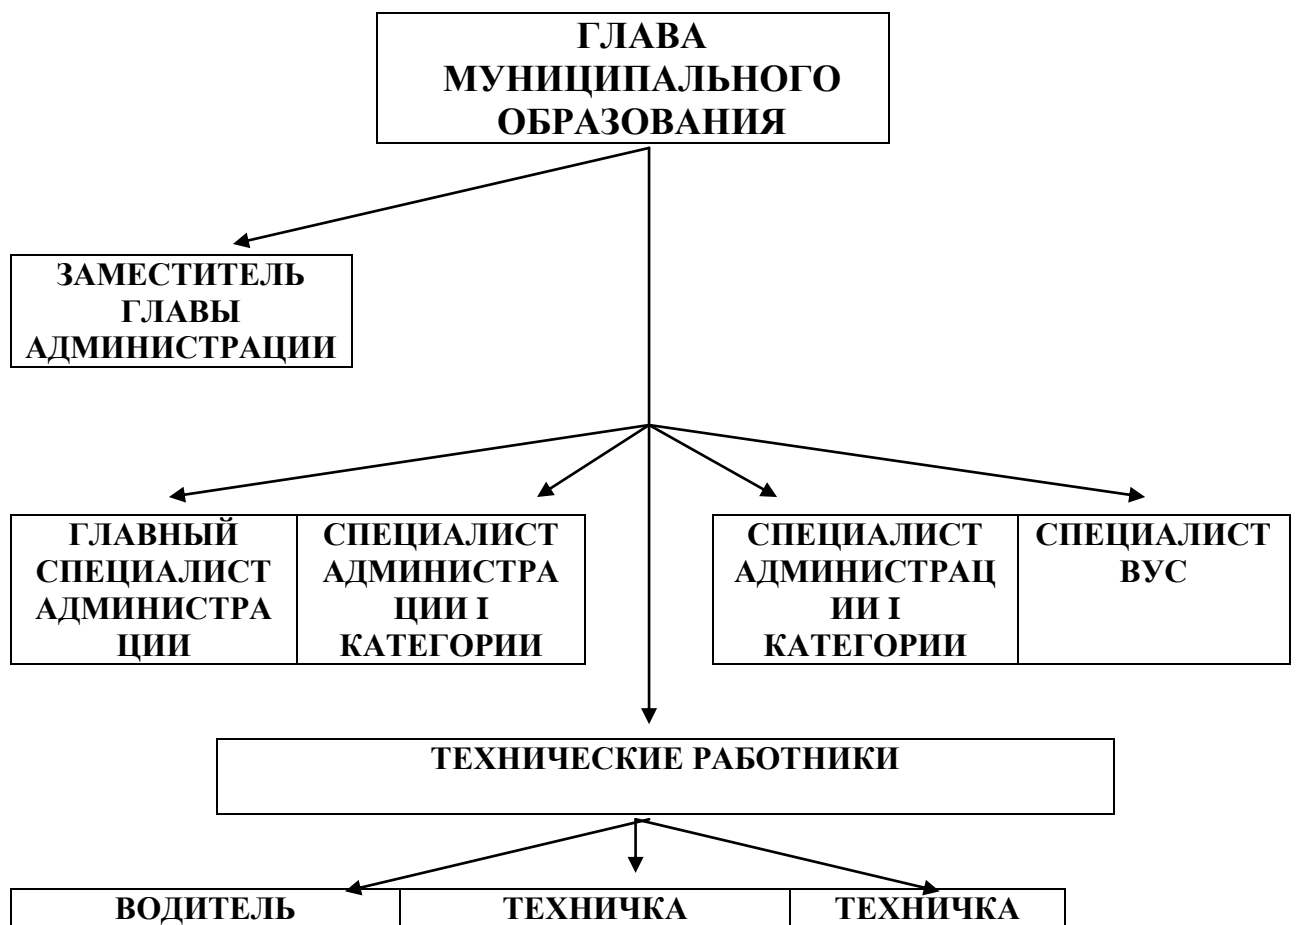 ГЛАВА
МУНИЦИПАЛЬНОГО
ОБРАЗОВАНИЯ
ЗАМЕСТИТЕЛЬ
ГЛАВЫ
АДМИНИСТРАЦИИ
ГЛАВНЫЙ
СПЕЦИАЛИСТ
АДМИНИСТРА
ЦИИ
СПЕЦИАЛИСТ
АДМИНИСТРА
ЦИИ I
КАТЕГОРИИ
СПЕЦИАЛИСТ
АДМИНИСТРАЦ
ИИ I
КАТЕГОРИИ
СПЕЦИАЛИСТ
ВУС
ТЕХНИЧЕСКИЕ РАБОТНИКИ
ВОДИТЕЛЬ
ТЕХНИЧКА
ТЕХНИЧКА